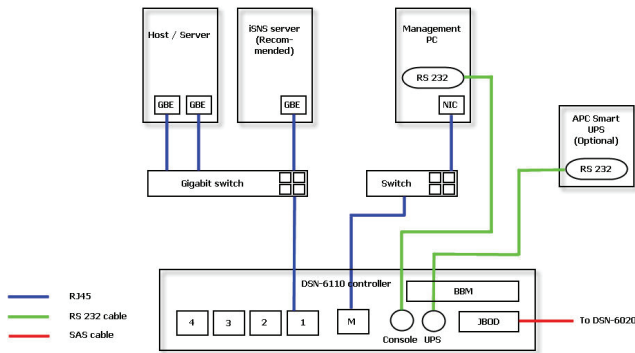 Host / Server
GBE
GBE
iSNS server
(Recom-
mended)
GBE
Management
PC
RS 232
NIC
APC Smart
UPS
(Optional)
RS 232
Gigabit switch
Switch
DSN-6110 controller
BBM
4
3
2
1
M
Console
UPS
JBOD
To DSN-6020
RJ45
RS 232 cable
SAS cable